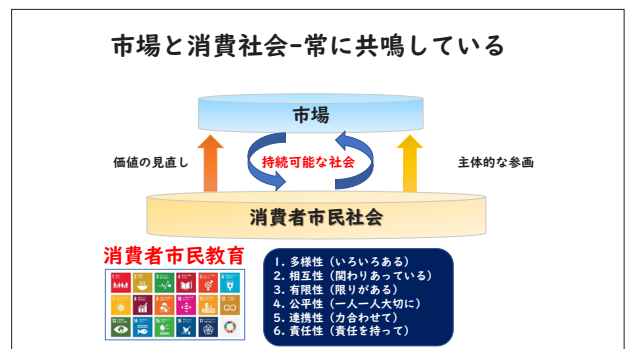 市場と消費社会-常に共鳴している
市場
価値の見直し
持続可能な社会
主体的な参画
消費者市民社会
消費者市民教育
1. 多様性（いろいろある）
2. 相互性（関わりあっている）
3. 有限性（限りがある）
4. 公平性（一人一人大切に）
5. 連携性（力合わせて）
6. 責任性（責任を持って）